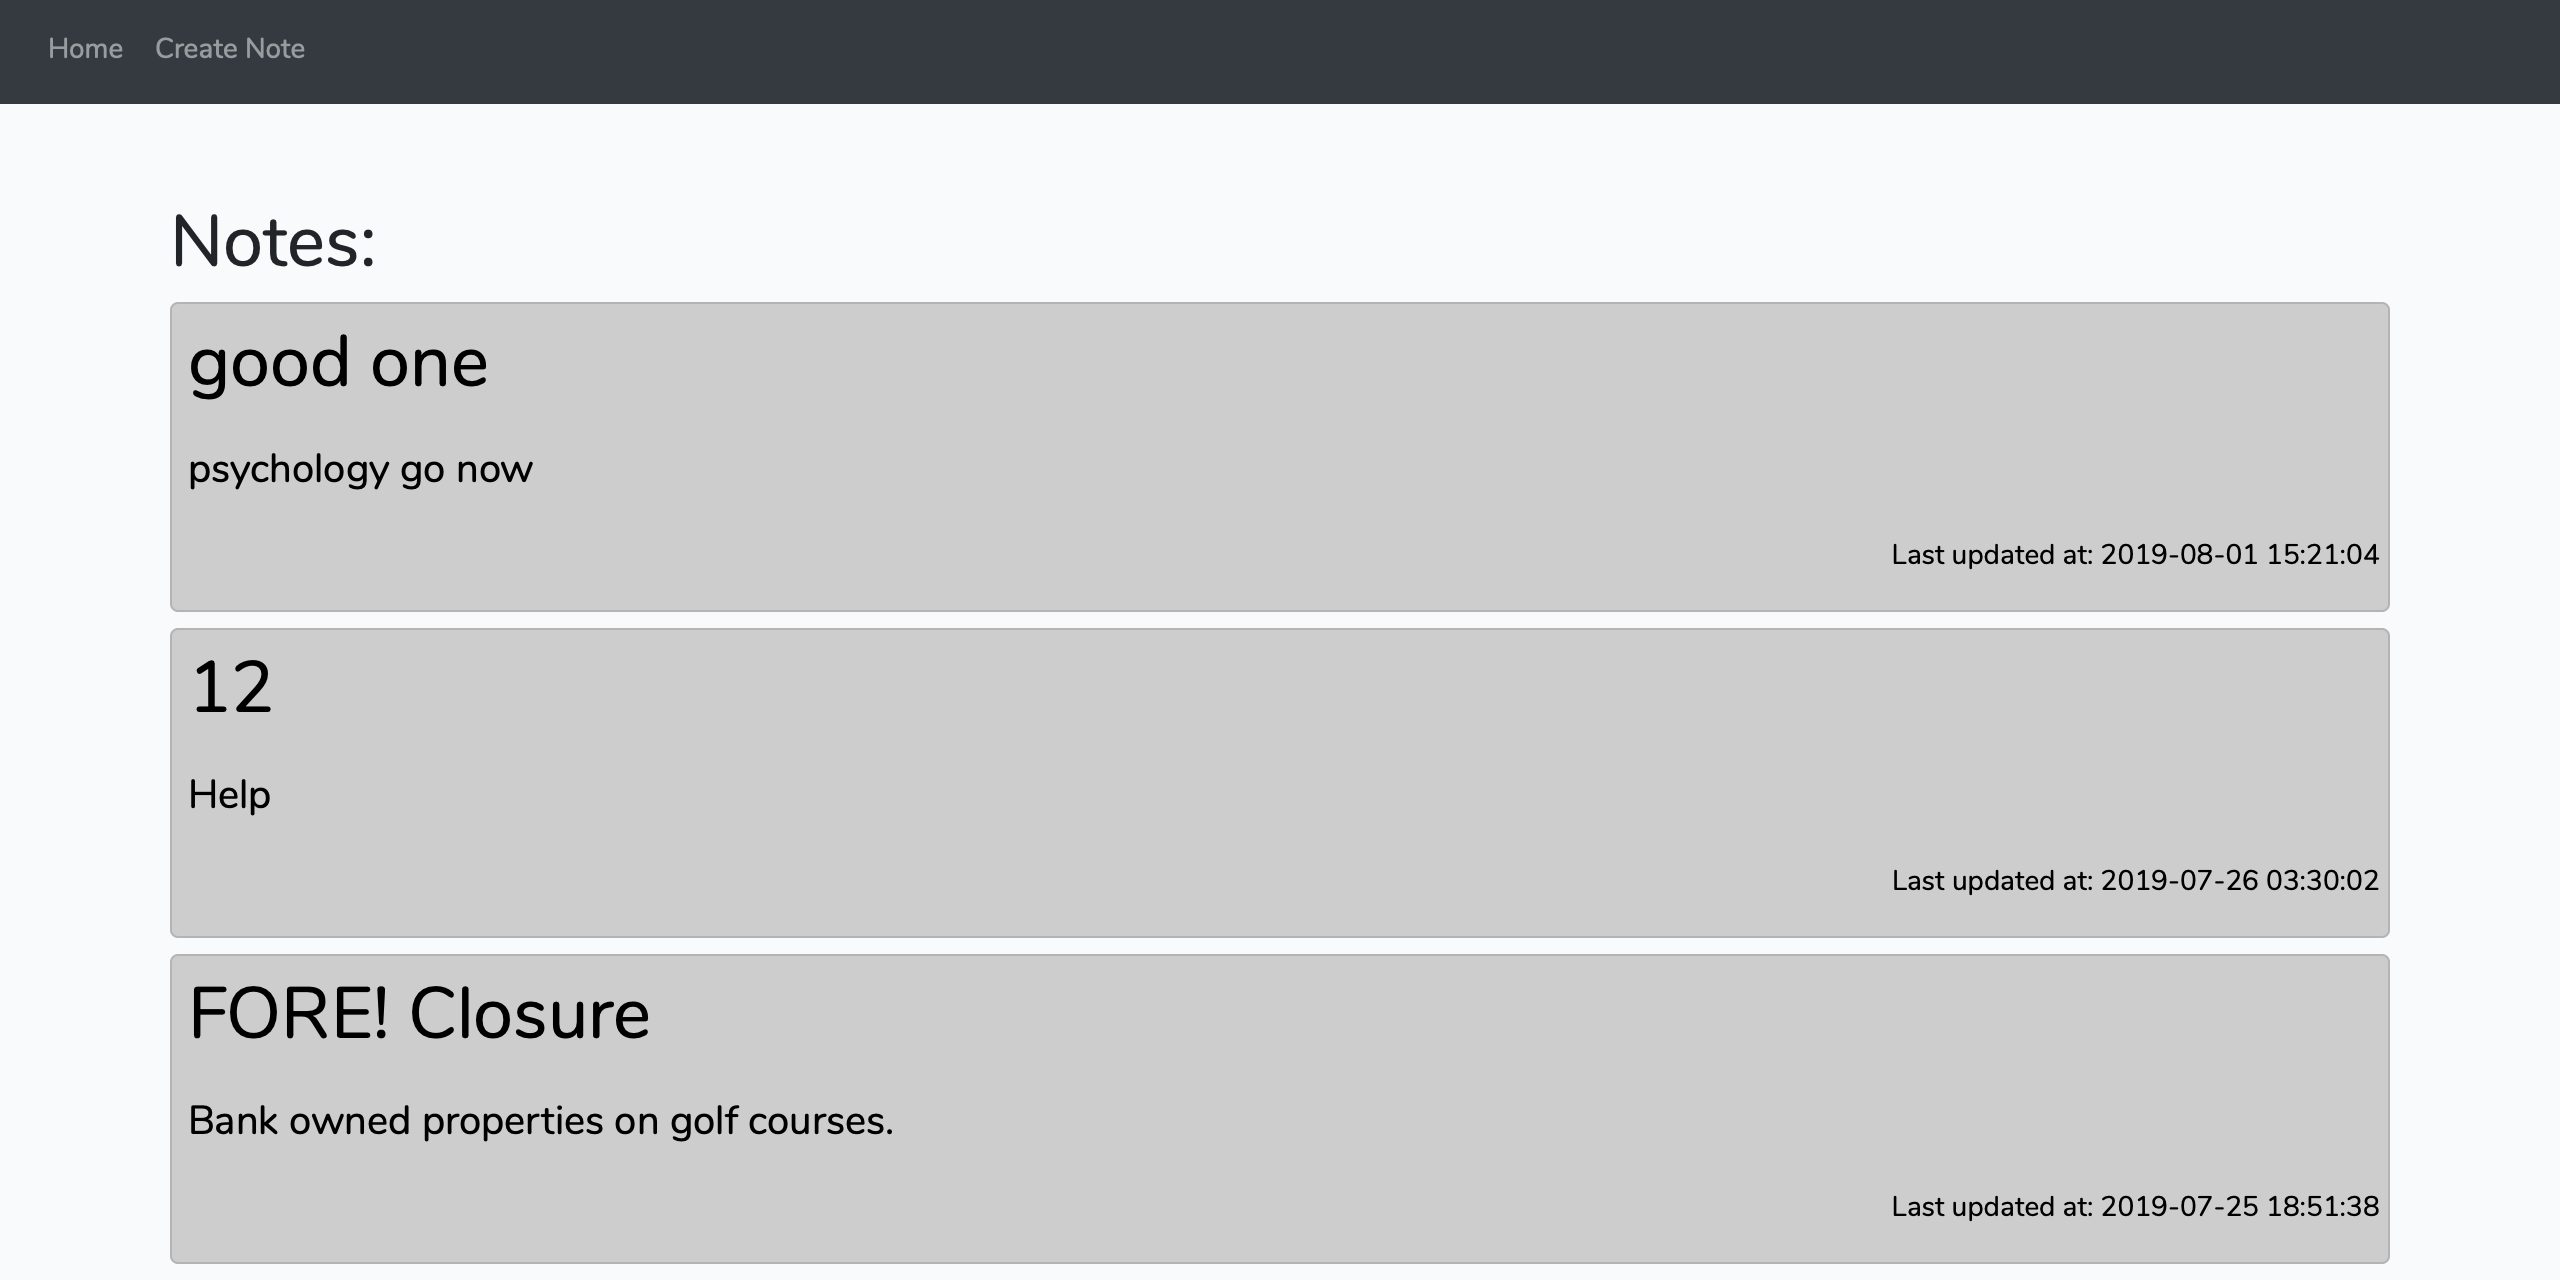 Home Create Note
Notes:
good one
psychology go now
Last updated at: 2019-08-01 15:21:04
12
Help
Last updated at: 2019-07-26 03:30:02
FORE! Closure
Bank owned properties on golf courses.
Last updated at: 2019-07-25 18:51:38